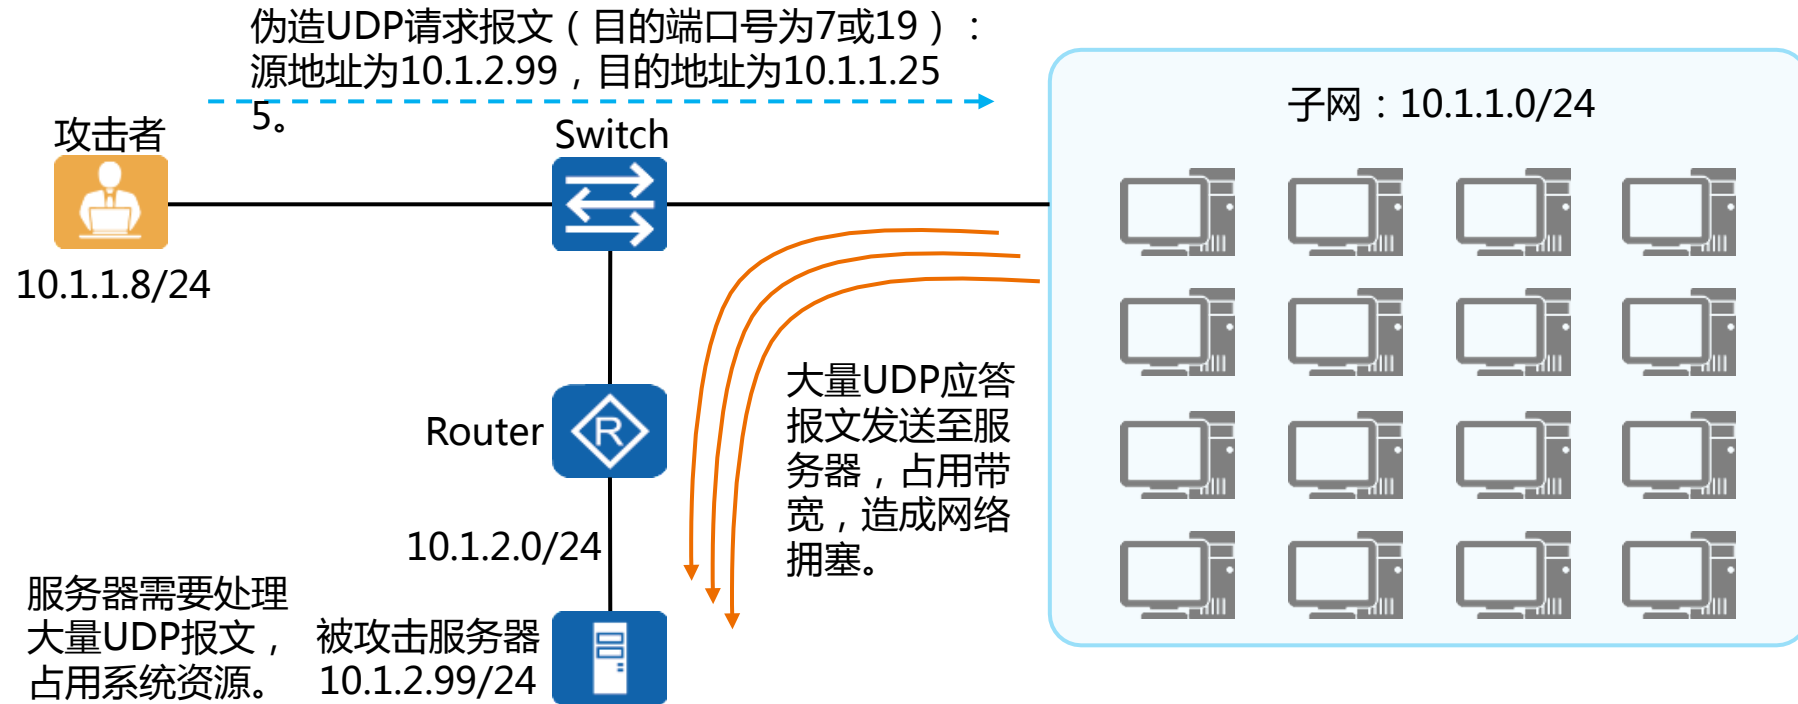 伪造UDP请求报文（目的端口号为7或19）：
源地址为10.1.2.99，目的地址为10.1.1.25
5。
子网：10.1.1.0/24
攻击者
Switch
10.1.1.8/24
大量UDP应答
报文发送至服
务器，占用带
宽，造成网络
拥塞。
Router
R
10.1.2.0/24
服务器需要处理
大量UDP报文，
占用系统资源。
被攻击服务器
10.1.2.99/24